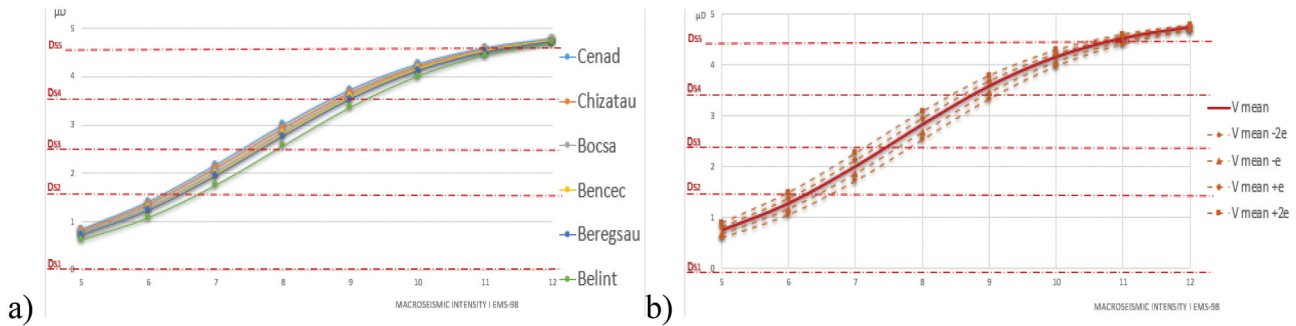 μD
5
Ds5
4
Ds4
3
Ds3
2
Ds2
1
Ds1
0
5 6 7 8 9 10 11 12
MACROSEISMIC INTENSITY I EMS-98
Cenad
Chizatau
Bocsa
Bencec
Beregsau
Belint
a)
μD
5
Ds5
4
Ds4
3
Ds3
2
Ds2
1
0
Ds1
5 6 7 8 9 10 11 12
MACROSEISMIC INTENSITY I EMS-98
V mean
V mean -2e
V mean -e
V mean +e
V mean +2e
b)